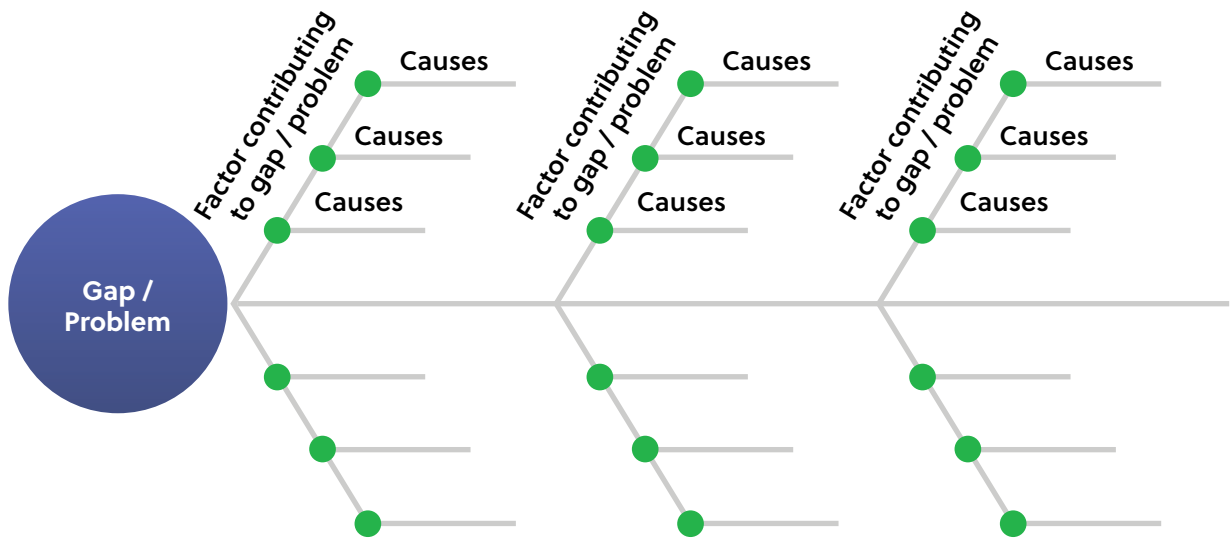 Gap /
Problem
Factor contributing
to gap / problem
Causes
Causes
Causes
Factor contributing
to gap / problem
Causes
Causes
Causes
Factor contributing
to gap / problem
Causes
Causes
Causes